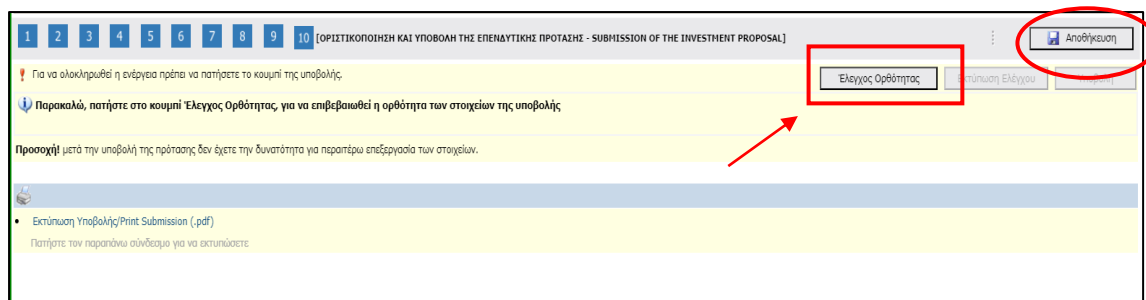 1 2 3 4 5 6 7 8 9 10 [ΟΡΙΣΤΙΚΟΠΟΙΗΣΗ ΚΑΙ ΥΠΟΒΟΛΗ ΤΗΣ ΕΠΕΝΔΥΤΙΚΗΣ ΠΡΟΤΑΣΗΣ - SUBMISSION OF THE INVESTMENT PROPOSAL] Αποθήκευση
Για να ολοκληρωθεί η ενέργεια πρέπει να πατήσετε το κουμπί της υποβολής. Έλεγχος Ορθότητας Εκτύπωση Ελέγχου Υποβολή
Παρακαλώ, πατήστε στο κουμπί Έλεγχος Ορθότητας, για να επιβεβαιωθεί η ορθότητα των στοιχείων της υποβολής
Προσοχή! μετά την υποβολή της πρότασης δεν έχετε την δυνατότητα για περαιτέρω επεξεργασία των στοιχείων.
• Εκτύπωση Υποβολής/Print Submission (.pdf)
Πατήστε τον παραπάνω σύνδεσμο για να εκτυπώσετε